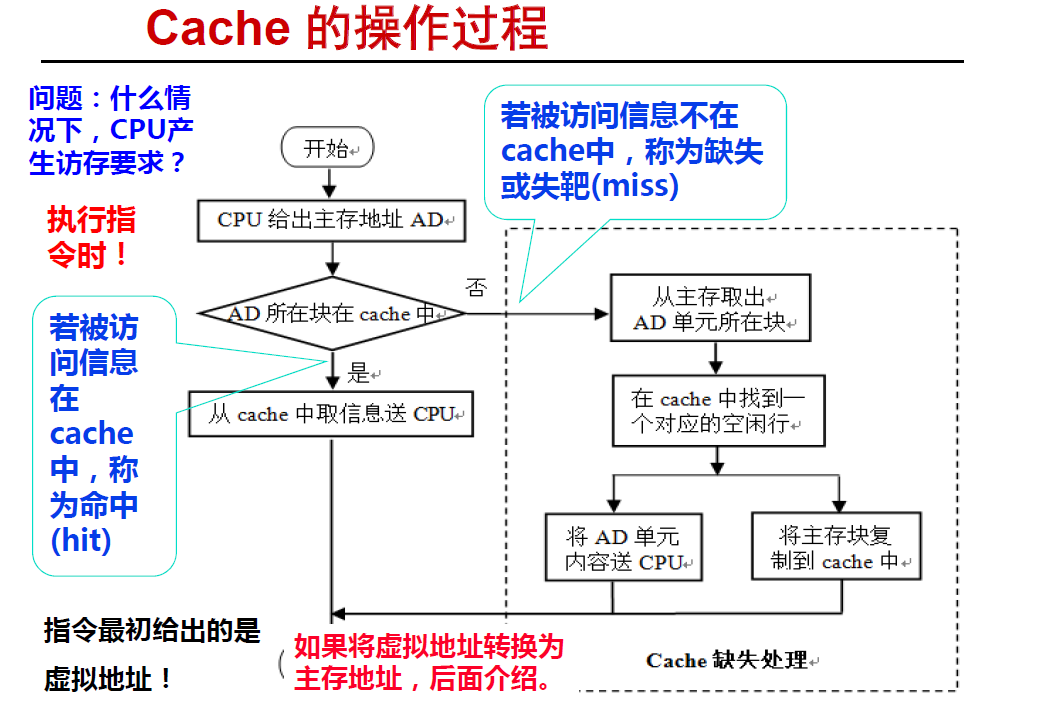 Cache 的操作过程
问题：什么情
况下，CPU产
生访存要求？
执行指
令时！
若被访问信息不在
cache中，称为缺失
或失靶(miss)
开始
CPU 给出主存地址 AD
AD 所在块在 cache 中
否
是
从 cache 中取信息送 CPU
若被访
问信息
在
cache
中，称
为命中
(hit)
从主存取出
AD 单元所在块
在 cache 中找到一
个对应的空闲行
将 AD 单元
内容送 CPU
将主存块复
制到 cache 中
指令最初给出的是
虚拟地址！
如果将虚拟地址转换为
主存地址，后面介绍。
Cache 缺失处理